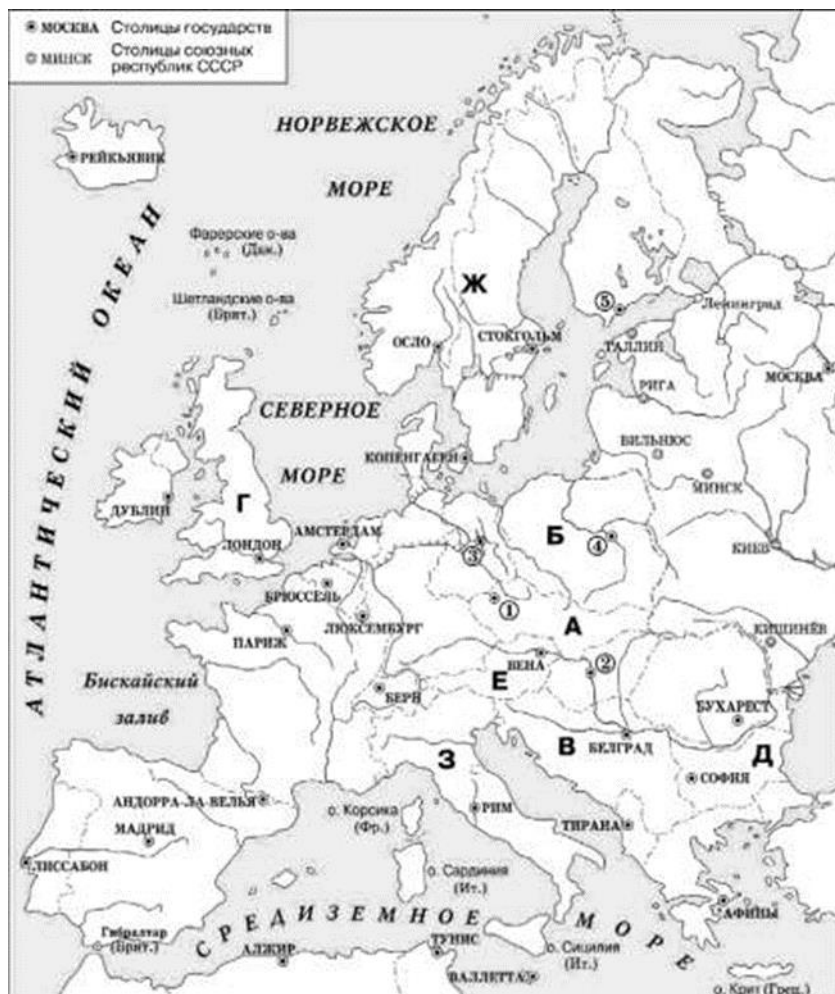 МОСКВА Столицы государств
МИНСК Столицы союзных
республик СССР
НОРВЕЖСКОЕ
МОРЕ
РЕЙКЬЯВИК
Фарерские о-ва
(Дан.)
Шетландские о-ва
(Брит.)
АТЛАНТИЧЕСКИЙ ОКЕАН
Ж
5
Ленинград
ОСЛО
СТОКГОЛЬМ
ТАЛЛИН
МОСКВА
РИГА
СЕВЕРНОЕ
МОРЕ
КОПЕНГАГЕН
ВИЛЬНЮС
МИНСК
ДУБЛИН
Г
АМСТЕРДАМ
ЛОНДОН
Б
3
4
КИЕВ
БРЮССЕЛЬ
1
ЛЮКСЕМБУРГ
А
ПАРИЖ
КИШИНЁВ
ВЕНА
2
Бискайский
залив
БЕРН
Е
БУХАРЕСТ
В
БЕЛГРАД
З
Д
СОФИЯ
АНДОРРА-ЛА-ВЕЛЬЯ
о. Корсика
(Фр.)
РИМ
ТИРАНА
МАДРИД
ЛИССАБОН
о. Сардиния
(Ит.)
СРЕДИЗЕМНОЕ МОРЕ
АФИНЫ
Гибралтар
(Брит.)
АЛЖИР
ТУНИС
о. Сицилия
(Ит.)
ВАЛЛЕТТА
о. Крит (Грец.)